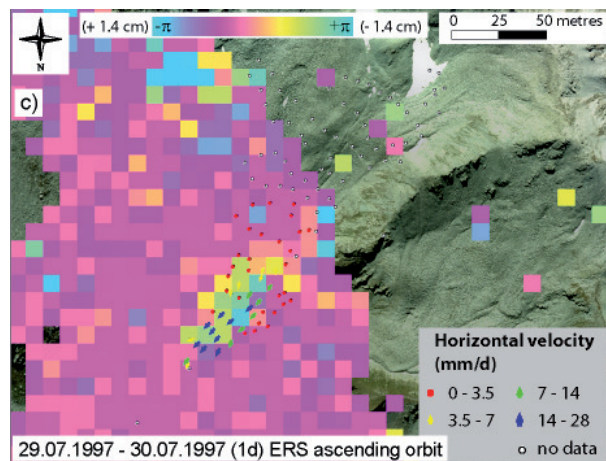 (+ 1.4 cm) -π +π (- 1.4 cm)
0 25 50 metres
N
c)
Horizontal velocity
(mm/d)
0 - 3.5 7 - 14
3.5 - 7 14 - 28
no data
29.07.1997 - 30.07.1997 (1d) ERS ascending orbit